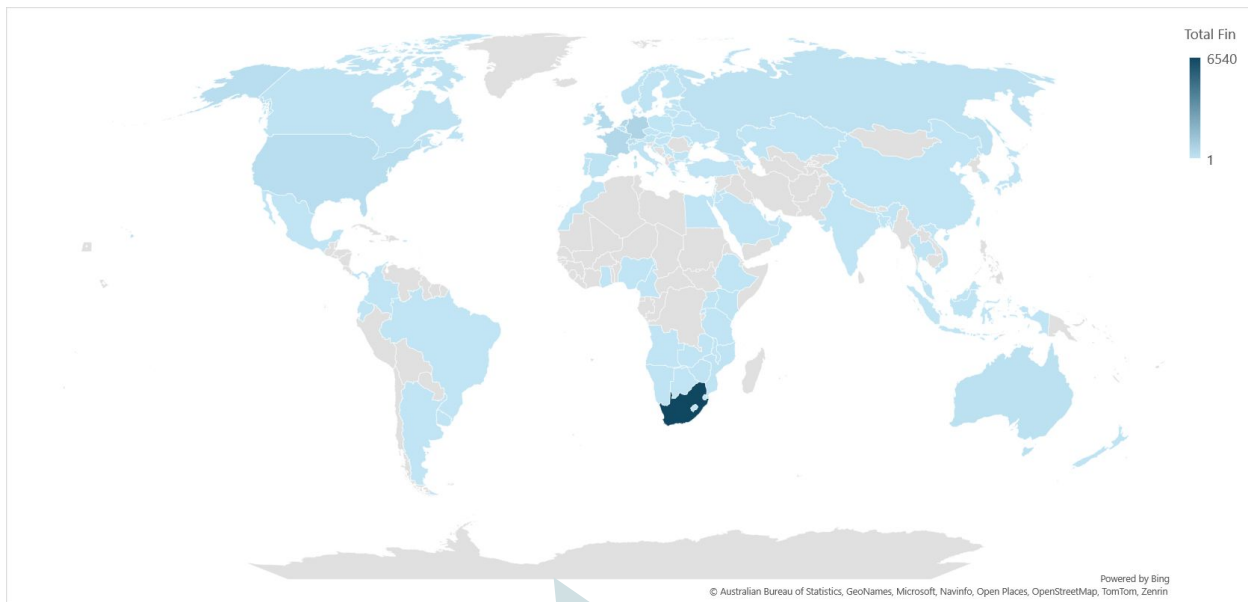 Total Fin
6540
1
Powered by Bing
© Australian Bureau of Statistics, GeoNames, Microsoft, Navinfo, Open Places, OpenStreetMap, TomTom, Zenrin